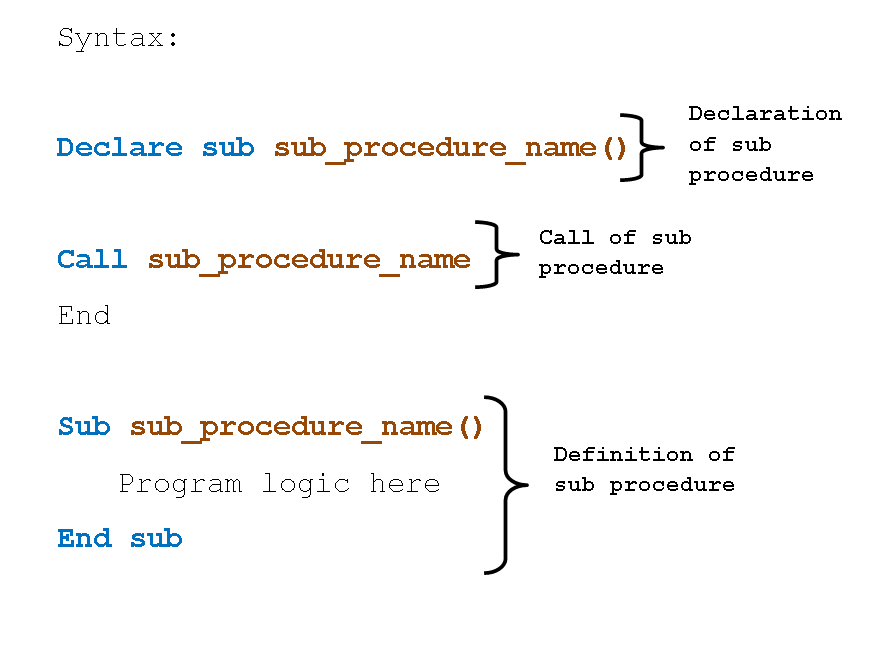 Syntax:
Declare sub sub_procedure_name()
Declaration
of sub
procedure
Call sub_procedure_name
Call of sub
procedure
End
Sub sub_procedure_name()
Program logic here
End sub
Definition of
sub procedure